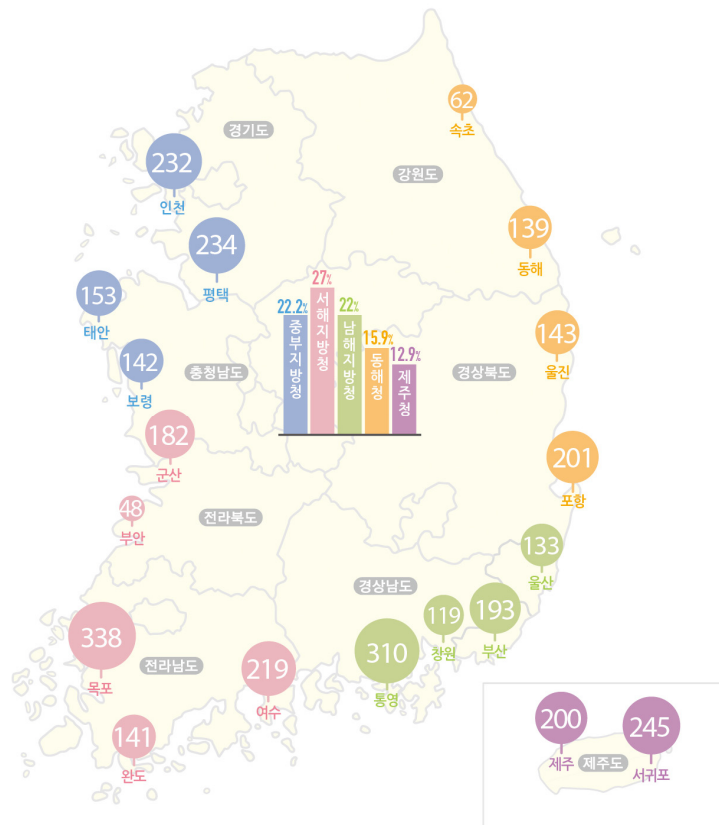 62
속초
경기도
232
인천
강원도
139
동해
234
평택
153
태안
27%
22.2%
22%
15.9%
12.9%
중부지방청
서해지방청
남해지방청
동해청
제주청
143
울진
142
보령
충청남도
경상북도
182
군산
201
포항
48
부안
전라북도
133
울산
경상남도
119
창원
193
부산
338
목포
전라남도
219
여수
310
통영
141
완도
200
제주
제주도
245
서귀포